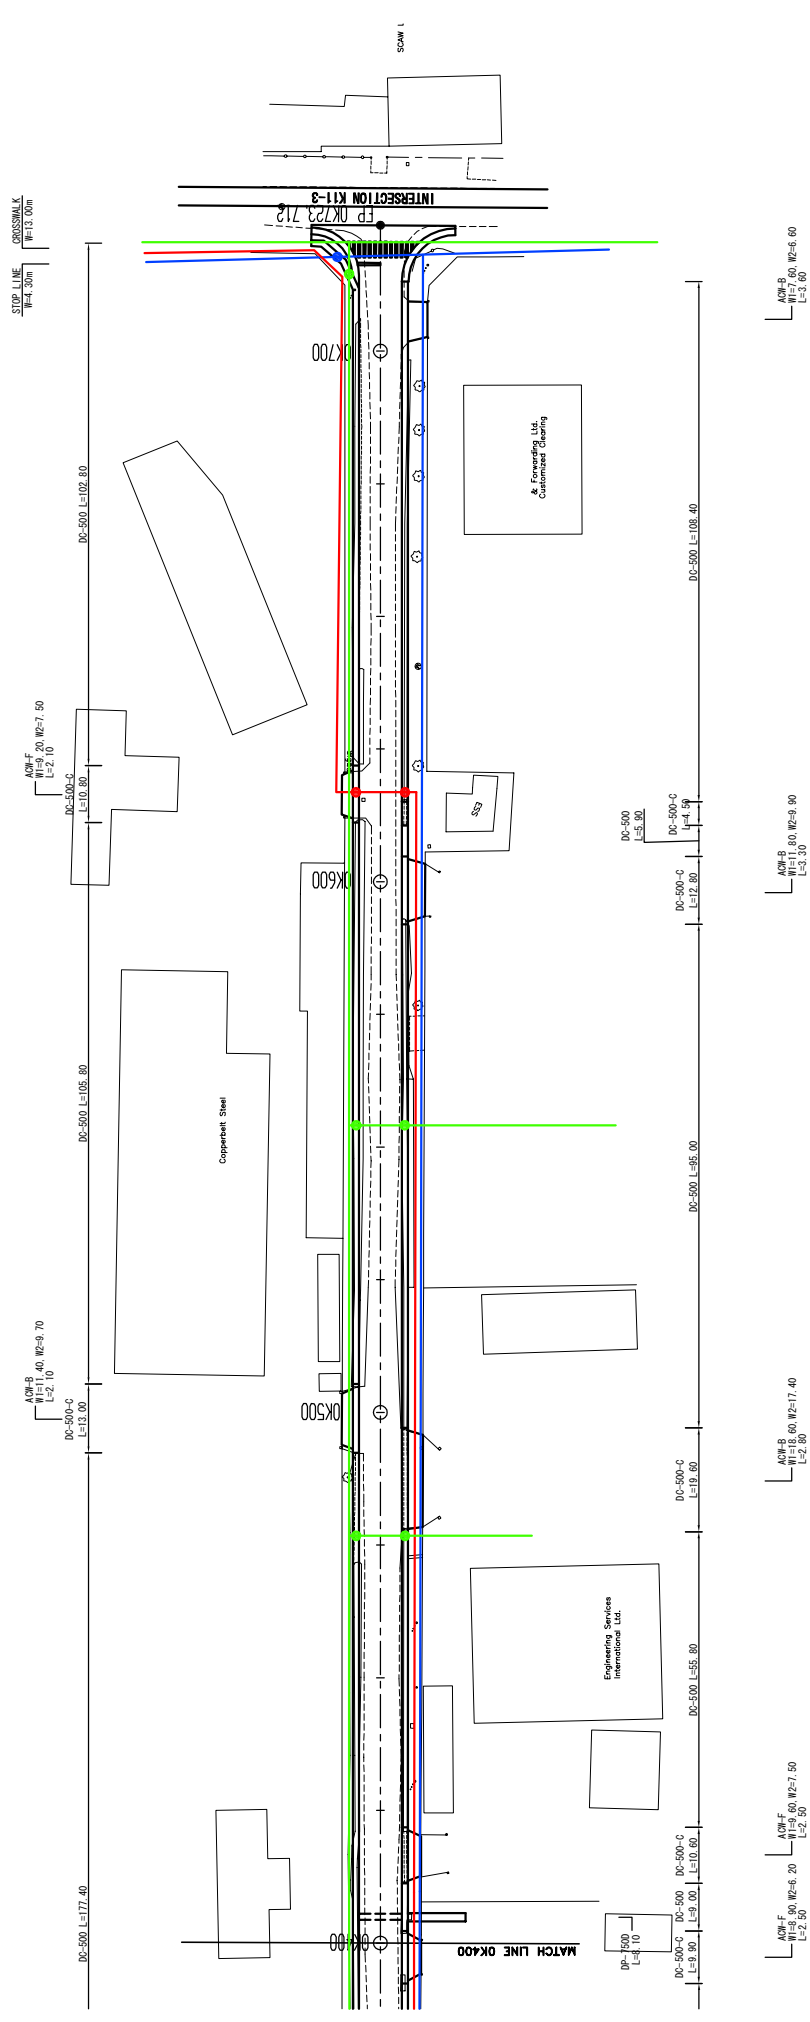 SCAW L
CROSSWALK
W=13.00m
STOP LINE
W=4.30m
INTERSECTION K11-3
EP 0K723.712
ACW-B
W1=7.60, W2=6.60
L=3.60
0K700
& Forwarding Ltd.
Customized Clearing
DC-500 L=102.80
DC-500 L=108.40
ACW-F
W1=9.20, W2=7.50
L=2.10
DC-500-C
L=10.80
ESS
DC-500
L=5.90
DC-500-C
L=4.50
ACW-B
W1=11.80, W2=9.90
L=3.30
DC-500-C
L=12.80
0K600
Copperbelt Steel
DC-500 L=105.80
DC-500 L=95.00
ACW-B
W1=11.40, W2=9.70
L=2.10
DC-500-C
L=13.00
0K500
ACW-B
W1=18.60, W2=17.40
L=2.80
DC-500-C
L=19.60
Engineering Services
International Ltd.
DC-500 L=55.80
ACW-F
W1=9.60, W2=7.50
L=2.50
DC-500-C
L=10.60
DC-500 L=177.40
DC-500
L=9.00
ACW-F
W1=8.90, W2=6.20
L=2.50
0K400
MATCH LINE 0K400
DP-750D
L=8.10
DC-500-C
L=9.90